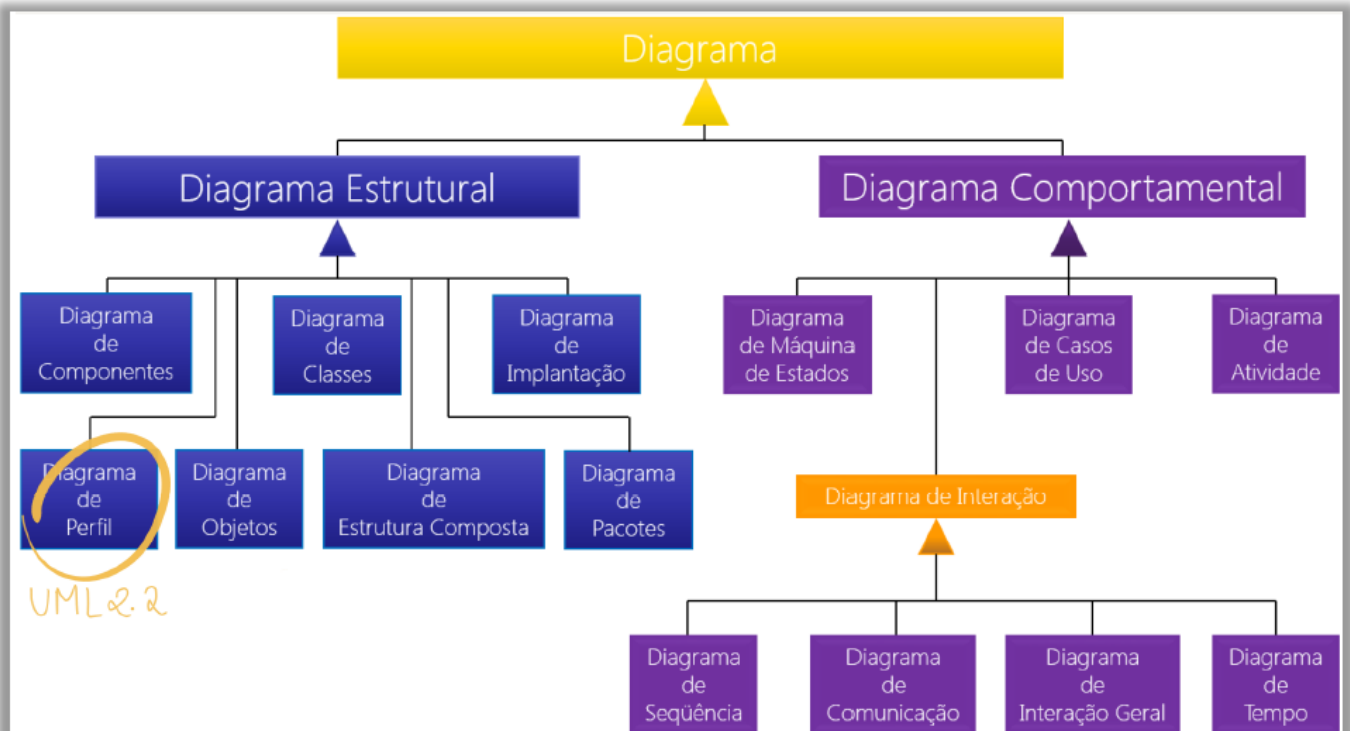 Diagrama
Diagrama Estrutural
Diagrama Comportamental
Diagrama
de
Componentes
Diagrama
de
Classes
Diagrama
de
Implantação
Diagrama
de Máquina
de Estados
Diagrama
de Casos
de Uso
Diagrama
de
Atividade
Diagrama
de
Perfil
Diagrama
de
Objetos
Diagrama
de
Estrutura Composta
Diagrama
de
Pacotes
Diagrama de Interação
UML 2.2
Diagrama
de
Seqüência
Diagrama
de
Comunicação
Diagrama
de
Interação Geral
Diagrama
de
Tempo